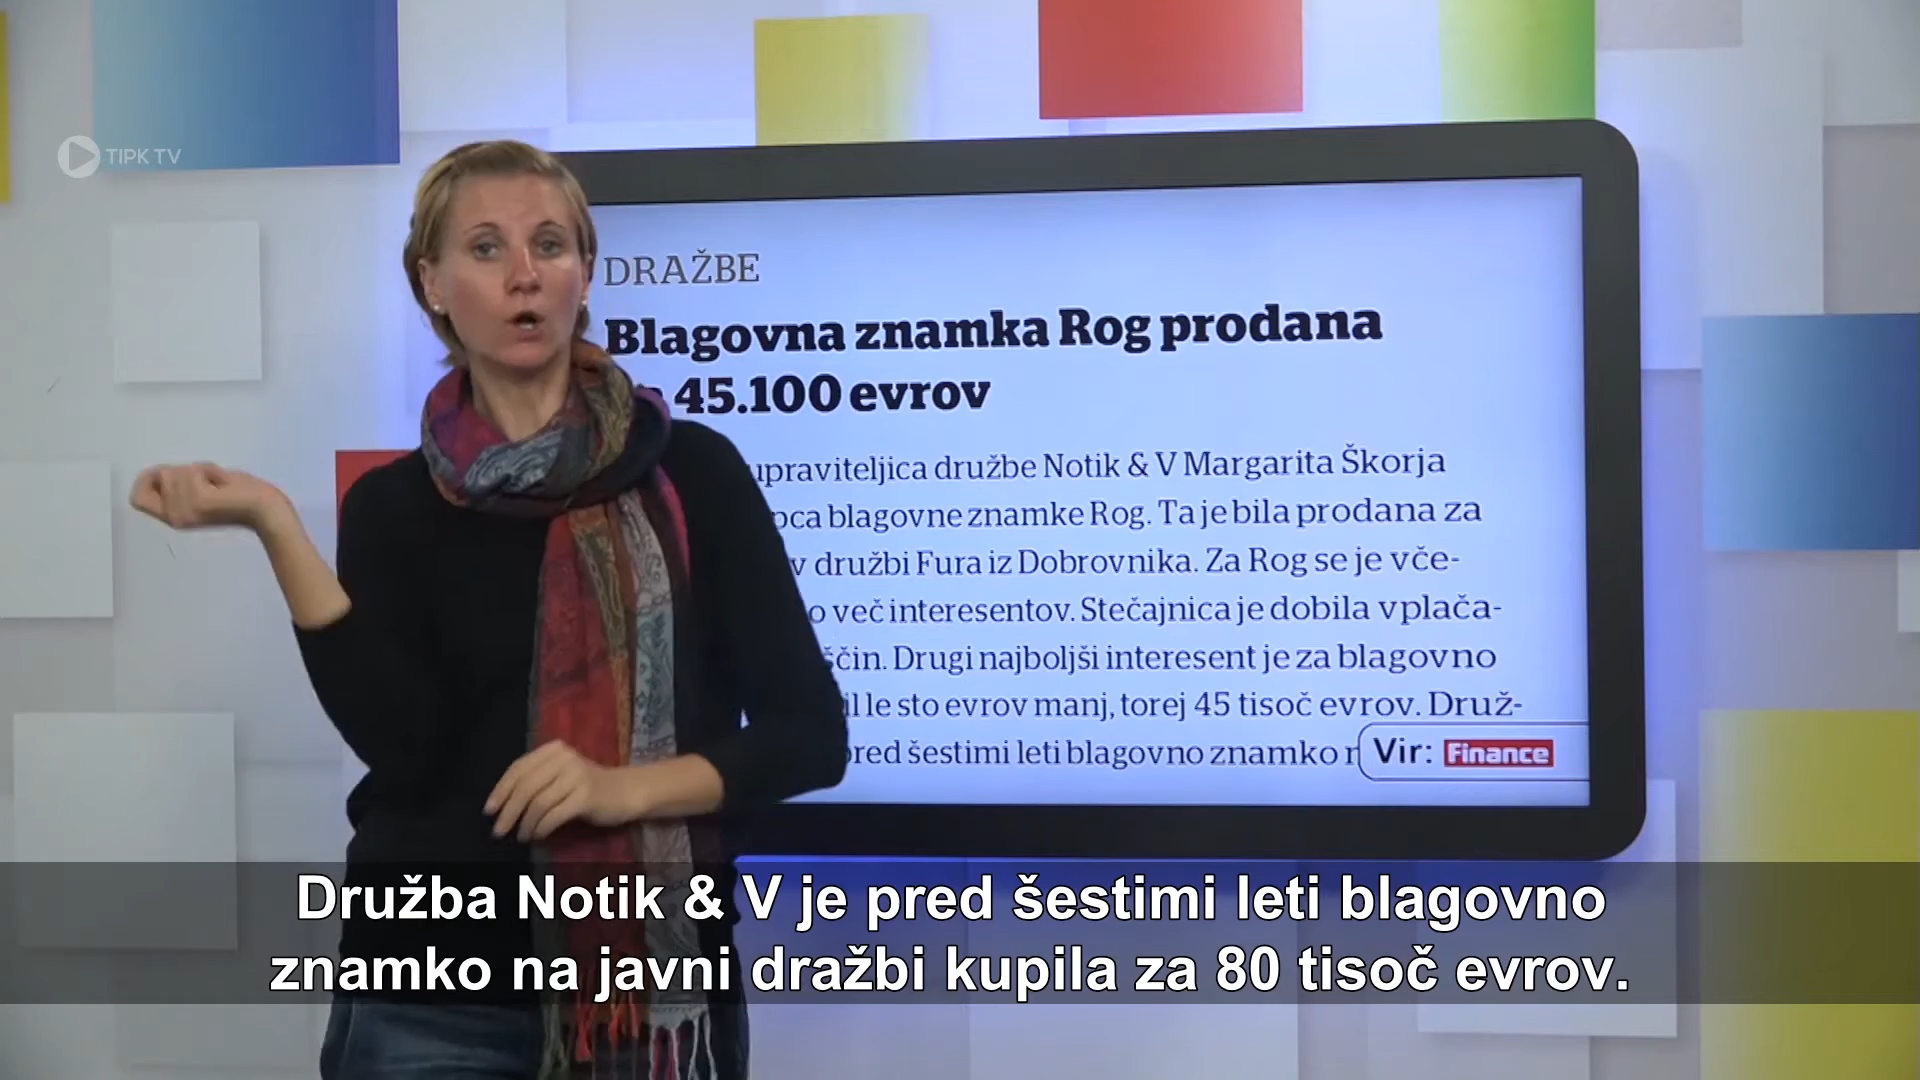 TIPK TV
DRAŽBE
Blagovna znamka Rog prodana
45.100 evrov
upraviteljica družbe Notik & V Margarita Škorja
blagovne znamke Rog. Ta je bila prodana za
v družbi Fura iz Dobrovnika. Za Rog se je vče-
več interesentov. Stečajnica je dobila vplača-
ščin. Drugi najboljši interesent je za blagovno
il le sto evrov manj, torej 45 tisoč evrov. Druž-
pred šestimi leti blagovno znamko
Vir: Finance
Družba Notik & V je pred šestimi leti blagovno
znamko na javni dražbi kupila za 80 tisoč evrov.